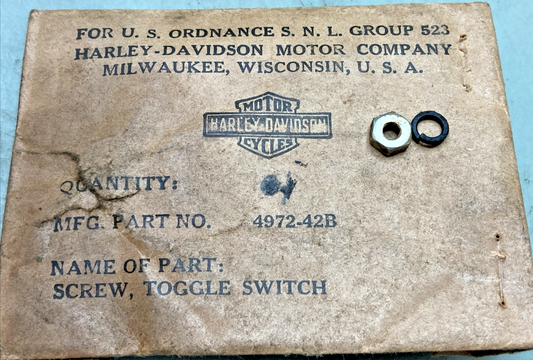 FOR U. S. ORDNANCE S. N. L. GROUP 523
HARLEY-DAVIDSON MOTOR COMPANY
MILWAUKEE, WISCONSIN, U. S. A.
MOTOR
HARLEY-DAVIDSON
CYCLES
QUANTITY:
MFG. PART NO. 4972-42B
NAME OF PART:
SCREW, TOGGLE SWITCH